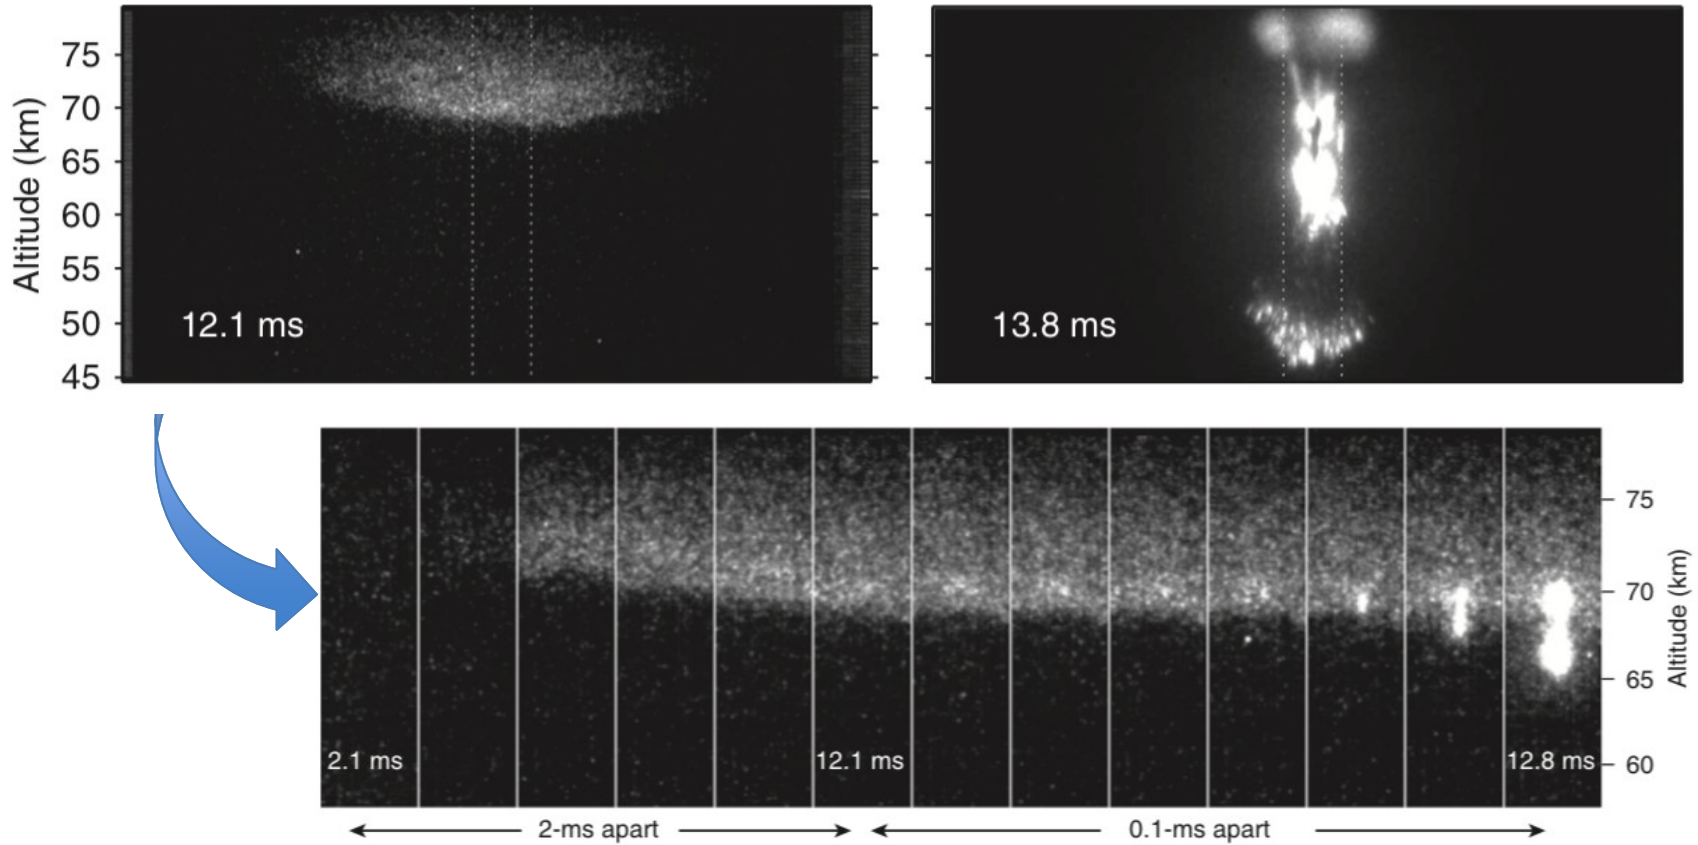 Altitude (km)
75
70
65
60
55
50
45
12.1 ms
13.8 ms
2.1 ms
12.1 ms
12.8 ms
75
70
65
60
Altitude (km)
2-ms apart
0.1-ms apart